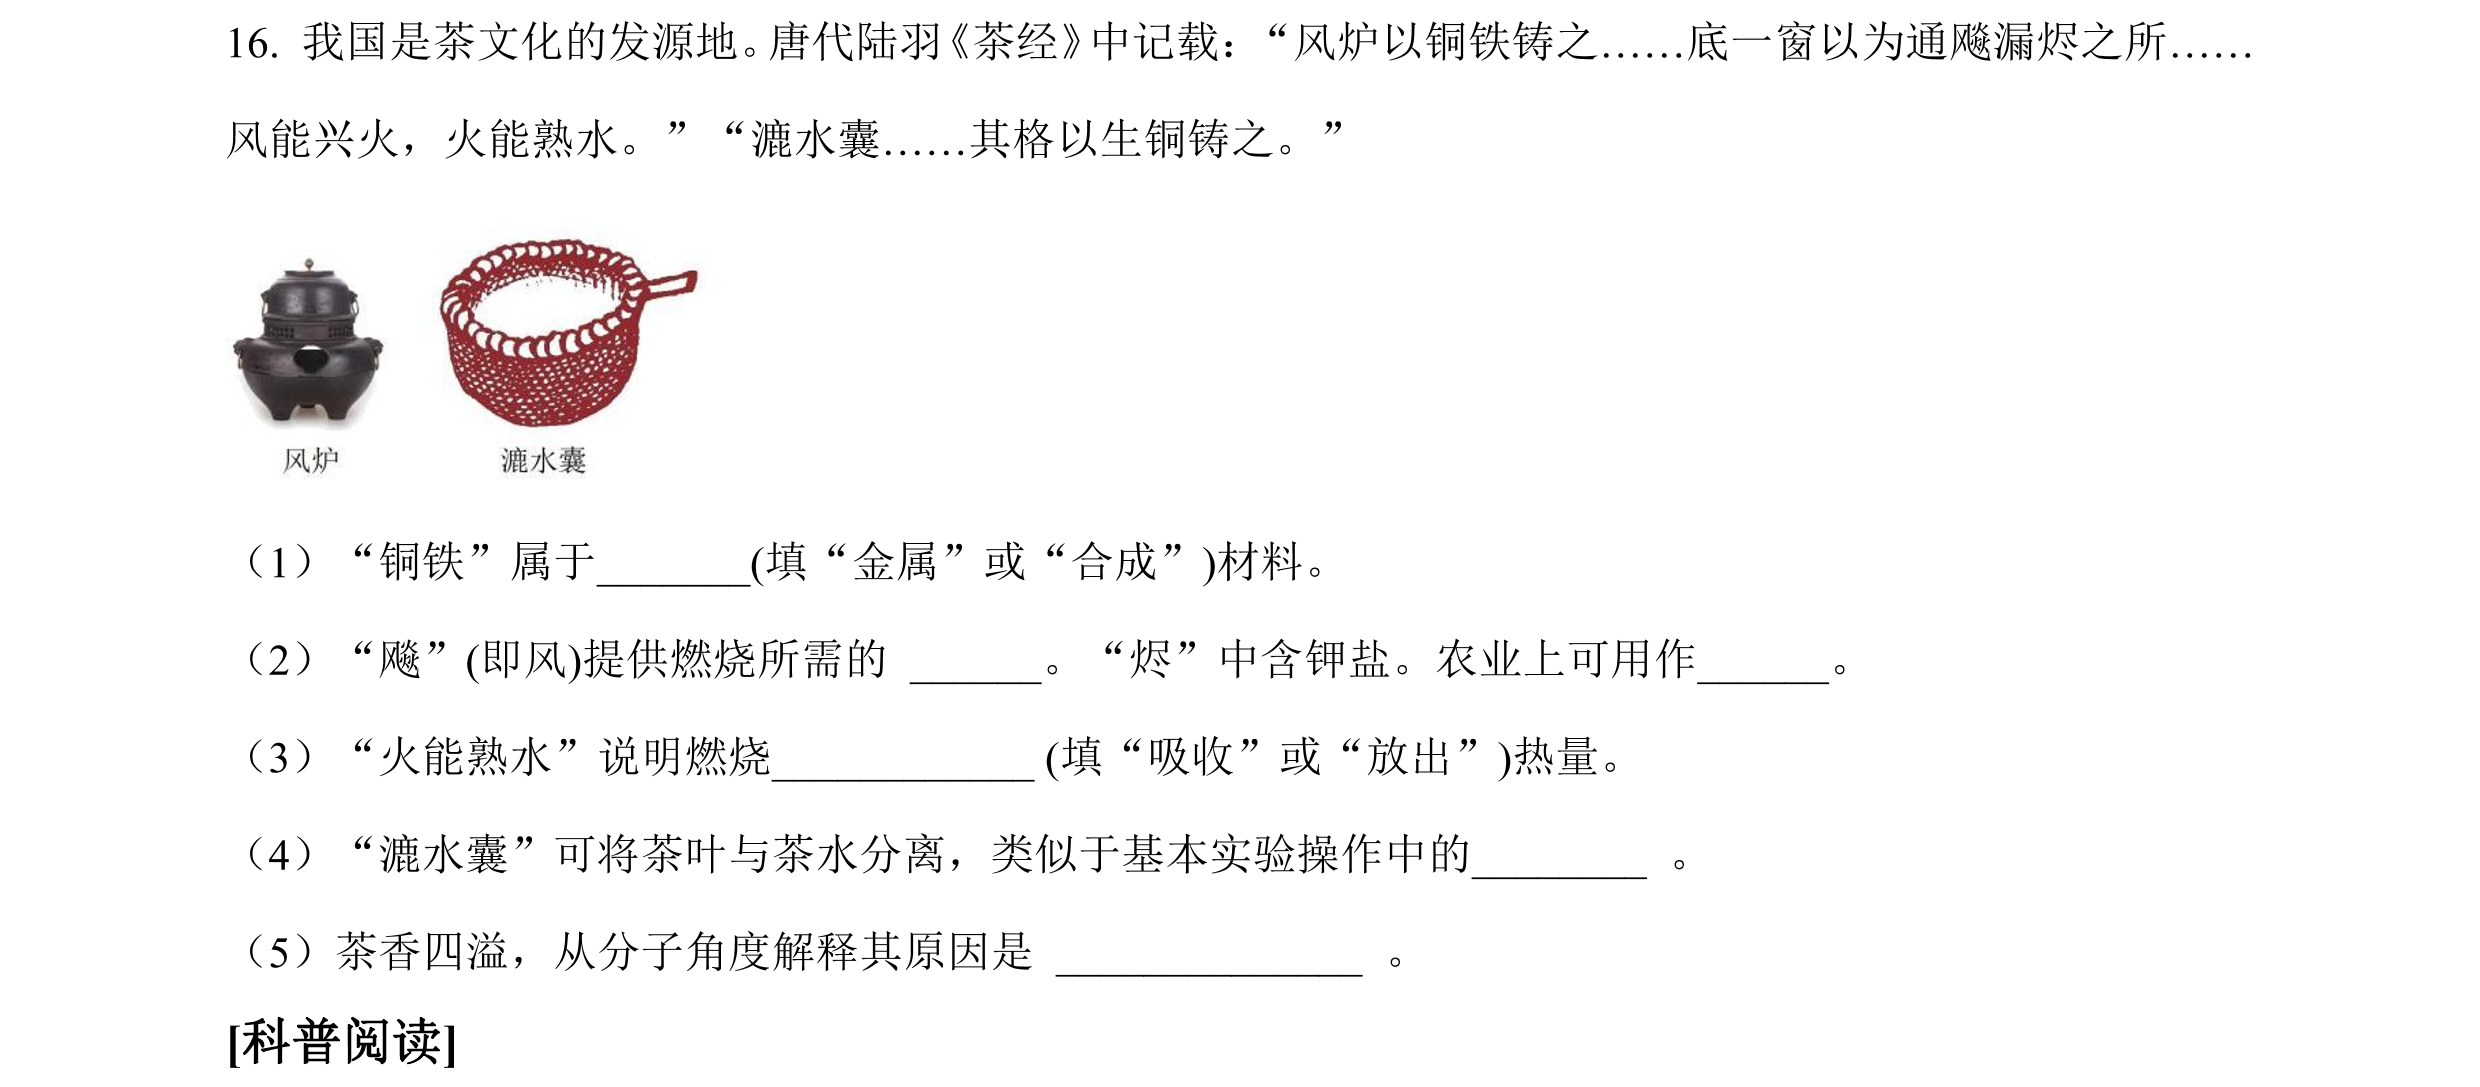 16. 我国是茶文化的发源地。唐代陆羽《茶经》中记载：“风炉以铜铁铸之……底一窗以为通飚漏烬之所……
风能兴火，火能熟水。”“漉水囊……其格以生铜铸之。”
风炉 漉水囊
（1）“铜铁”属于_______(填“金属”或“合成”)材料。
（2）“飚”(即风)提供燃烧所需的 ______。“烬”中含钾盐。农业上可用作______。
（3）“火能熟水”说明燃烧____________ (填“吸收”或“放出”)热量。
（4）“漉水囊”可将茶叶与茶水分离，类似于基本实验操作中的________ 。
（5）茶香四溢，从分子角度解释其原因是 ______________ 。
[科普阅读]